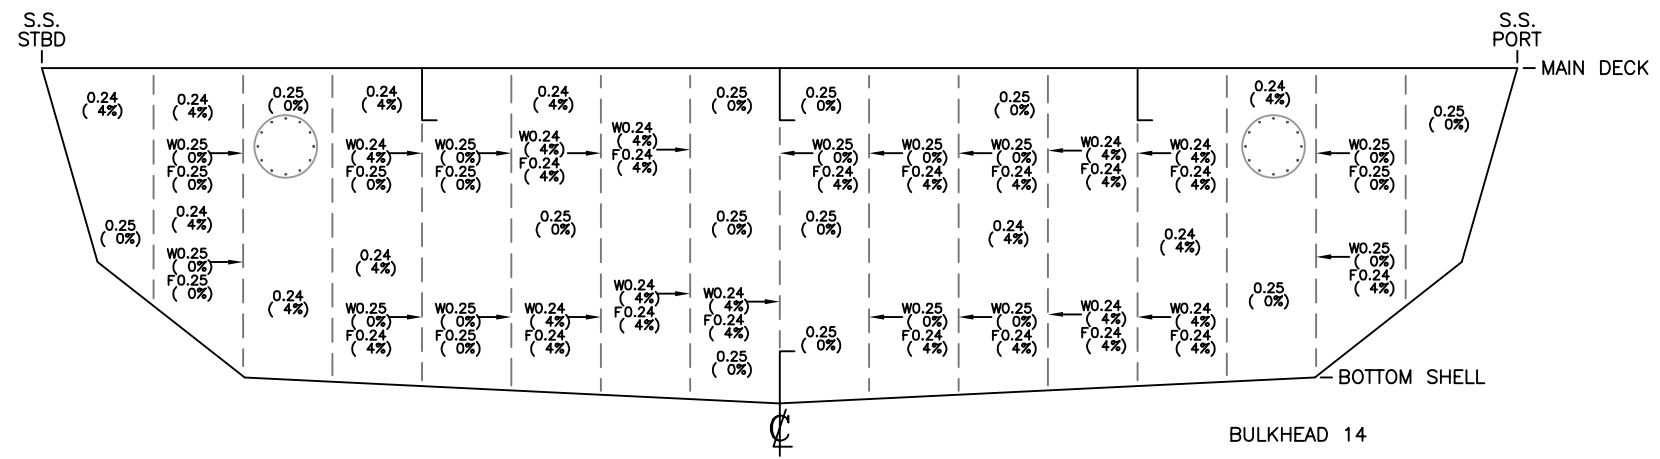 S.S.
STBD
S.S.
PORT
MAIN DECK
0.24
( 4%)
0.24
( 4%)
0.25
( 0%)
0.24
( 4%)
0.24
( 4%)
0.25
( 0%)
0.25
( 0%)
0.25
( 0%)
0.24
( 4%)
0.25
( 0%)
W0.25
( 0%)
F0.25
( 0%)
W0.24
( 4%)
F0.25
( 0%)
W0.25
( 0%)
F0.25
( 0%)
W0.24
( 4%)
F0.24
( 4%)
W0.24
( 4%)
F0.24
( 4%)
W0.25
( 0%)
F0.24
( 4%)
W0.25
( 0%)
F0.24
( 4%)
W0.25
( 0%)
F0.24
( 4%)
W0.24
( 4%)
F0.24
( 4%)
W0.24
( 4%)
F0.24
( 4%)
W0.25
( 0%)
F0.25
( 0%)
0.25
( 0%)
0.24
( 4%)
0.25
( 0%)
0.25
( 0%)
0.25
( 0%)
0.24
( 4%)
0.24
( 4%)
W0.25
( 0%)
F0.25
( 0%)
0.24
( 4%)
W0.25
( 0%)
F0.24
( 4%)
0.24
( 4%)
0.25
( 0%)
W0.25
( 0%)
F0.24
( 4%)
W0.25
( 0%)
F0.25
( 0%)
W0.24
( 4%)
F0.24
( 4%)
W0.24
( 4%)
F0.24
( 4%)
W0.24
( 4%)
F0.24
( 4%)
0.25
( 0%)
0.25
( 0%)
W0.25
( 0%)
F0.24
( 4%)
W0.25
( 0%)
F0.24
( 4%)
W0.24
( 4%)
F0.24
( 4%)
W0.24
( 4%)
F0.24
( 4%)
BOTTOM SHELL
BULKHEAD 14